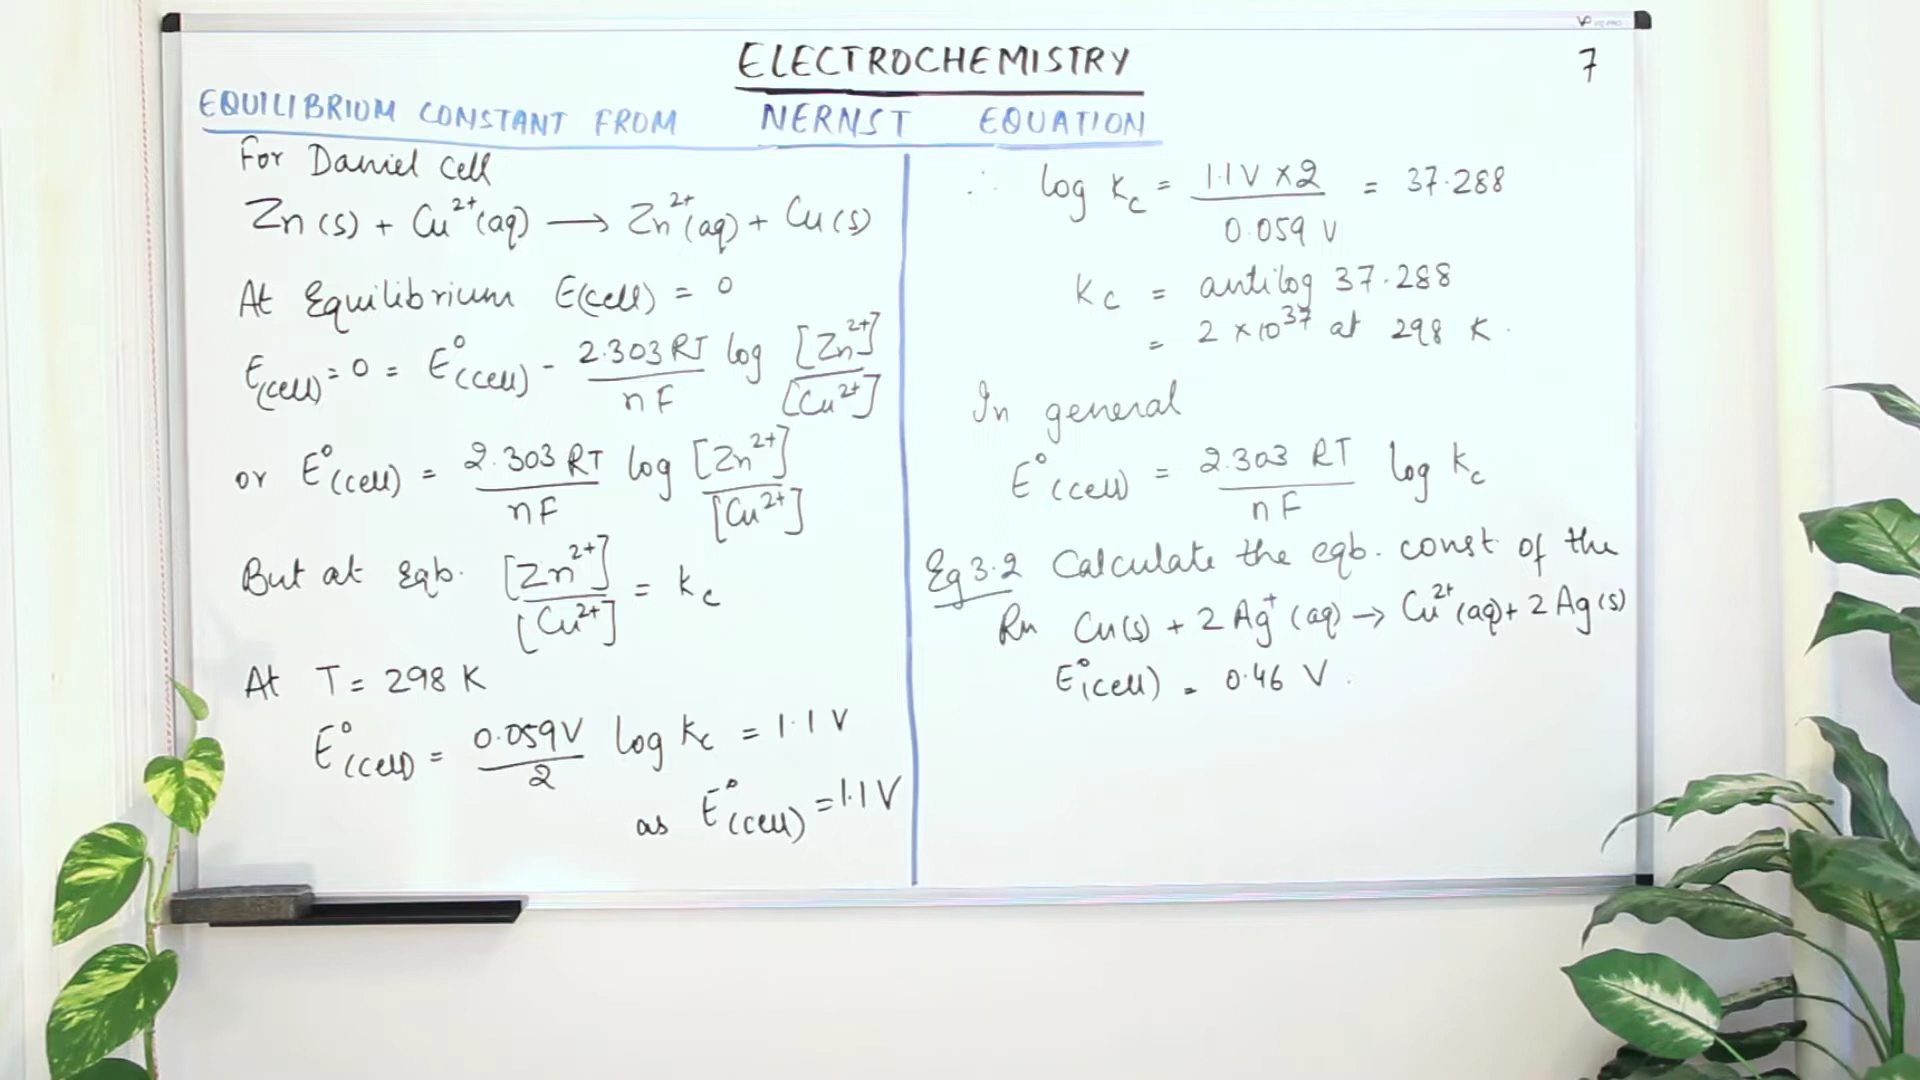 ELECTROCHEMISTRY
7
EQUILIBRIUM CONSTANT FROM NERNST EQUATION
For Daniel Cell
Zn (s) + Cu²⁺(aq) ⟶ Zn²⁺(aq) + Cu (s)
At Equilibrium E(cell) = 0
E(cell) = 0 = E°(cell) - 2.303 RT / nF log [Zn²⁺] / [Cu²⁺]
or E°(cell) = 2.303 RT / nF log [Zn²⁺] / [Cu²⁺]
But at Eqb. [Zn²⁺] / [Cu²⁺] = Kc
At T = 298 K
E°(cell) = 0.059V / 2 log Kc = 1.1 V
as E°(cell) = 1.1 V
∴ log Kc = 1.1 V × 2 / 0.059 V = 37.288
Kc = antilog 37.288
= 2 × 10³⁷ at 298 K.
In general
E°(cell) = 2.303 RT / nF log Kc
Eg 3.2 Calculate the eqb. const. of the
Rn Cu(s) + 2 Ag⁺ (aq) → Cu²⁺ (aq) + 2 Ag (s)
E°(cell) = 0.46 V.